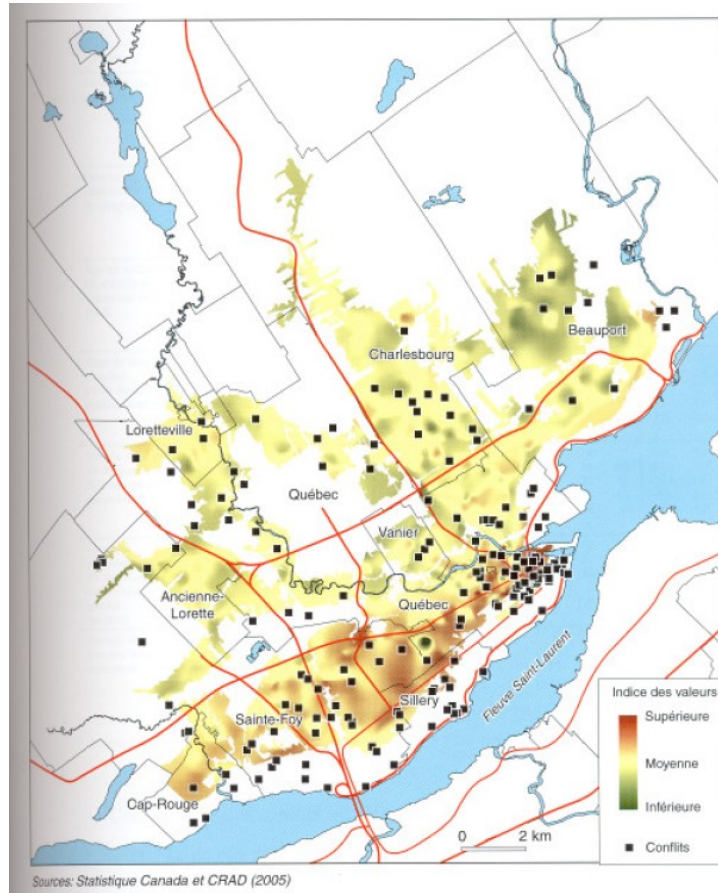 Beauport
Charlesbourg
Loretteville
Québec
Vanier
Ancienne-
Lorette
Québec
Fleuve Saint-Laurent
Sillery
Sainte-Foy
Cap-Rouge
Indice des valeurs
Supérieure
Moyenne
Inférieure
Conflits
0 2 km
Sources: Statistique Canada et CRAD (2005)